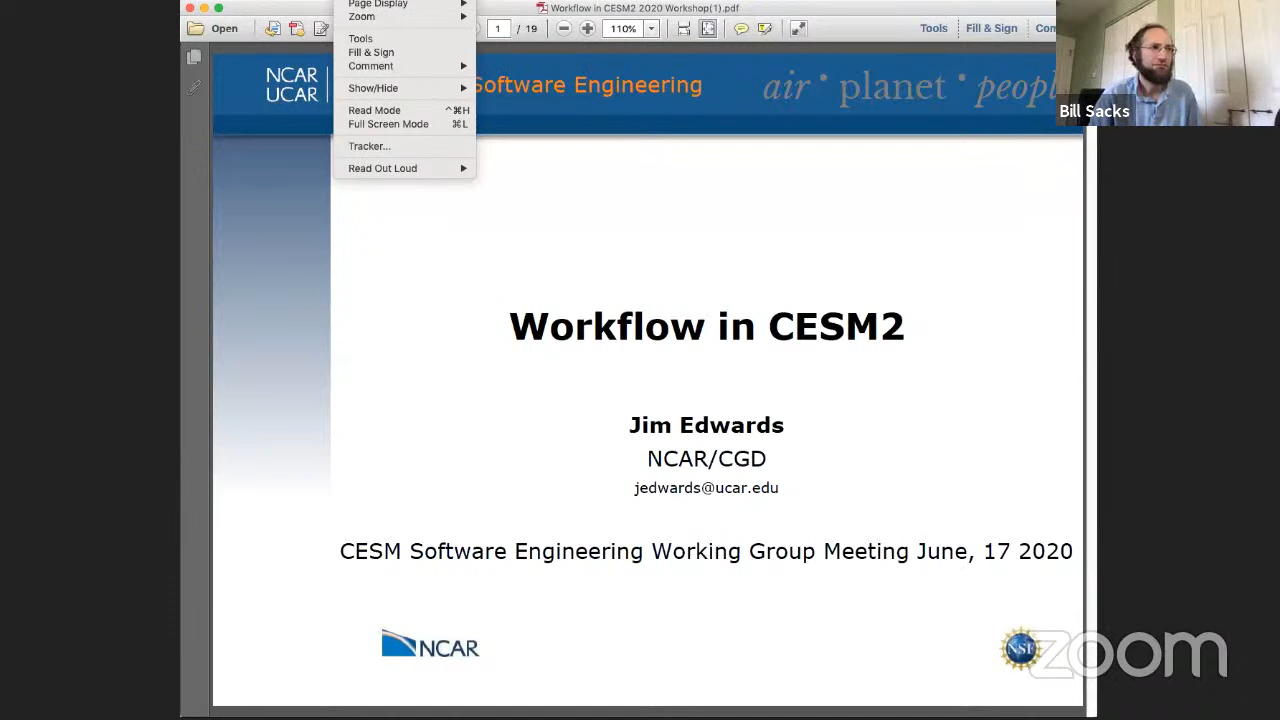 Workflow in CESM2 2020 Workshop(1).pdf
Page Display
Zoom
Tools
Fill & Sign
Comment
Show/Hide
Read Mode ⌃⌘H
Full Screen Mode ⌘L
Tracker...
Read Out Loud
Open
1 / 19
110%
Tools
Fill & Sign
Co
NCAR
UCAR
Software Engineering
air • planet • peopl
Bill Sacks
Workflow in CESM2
Jim Edwards
NCAR/CGD
jedwards@ucar.edu
CESM Software Engineering Working Group Meeting June, 17 2020
NCAR
NSF
zoom